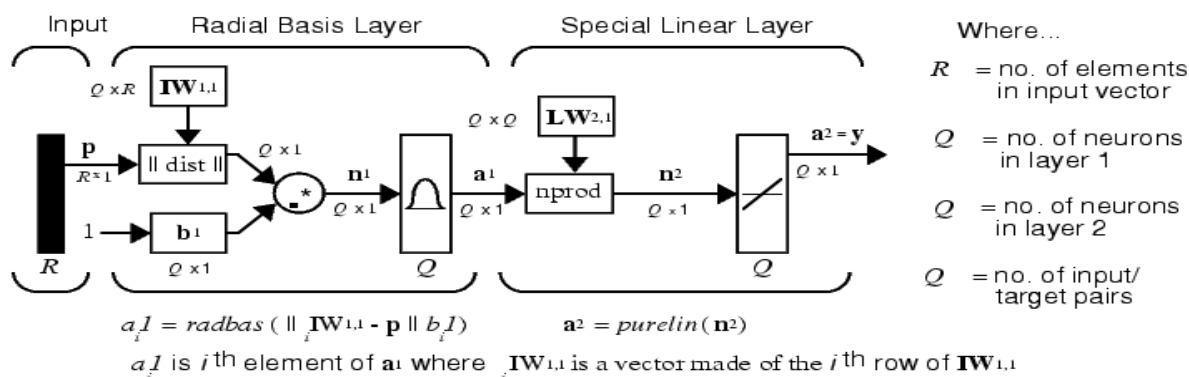 Input Radial Basis Layer Special Linear Layer
Where...
R = no. of elements in input vector
Q = no. of neurons in layer 1
Q = no. of neurons in layer 2
Q = no. of input/ target pairs
Q x R IW1,1
p
R x 1
|| dist ||
Q x 1
1
b1
Q x 1
.*
n1
Q x 1
a1
Q x 1
Q x Q LW2,1
nprod
n2
Q x 1
a2 = y
Q x 1
R Q Q
ai1 = radbas ( || iIW1,1 - p || bi1) a2 = purelin(n2)
ai1 is i th element of a1 where iIW1,1 is a vector made of the i th row of IW1,1